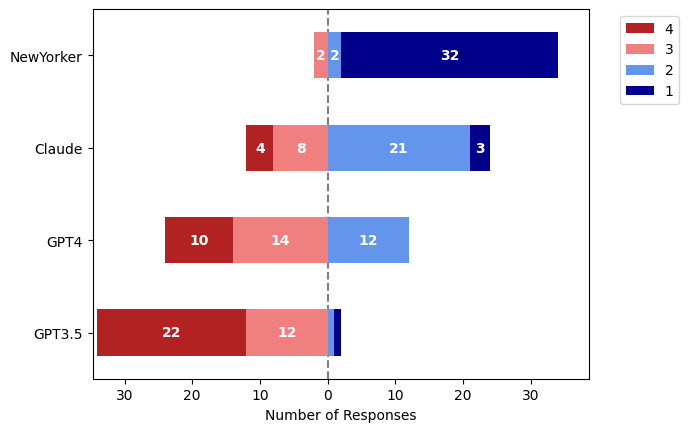 NewYorker
2 2 32
Claude
4 8 21 3
GPT4
10 14 12
GPT3.5
22 12
30 20 10 0 10 20 30
Number of Responses
4
3
2
1